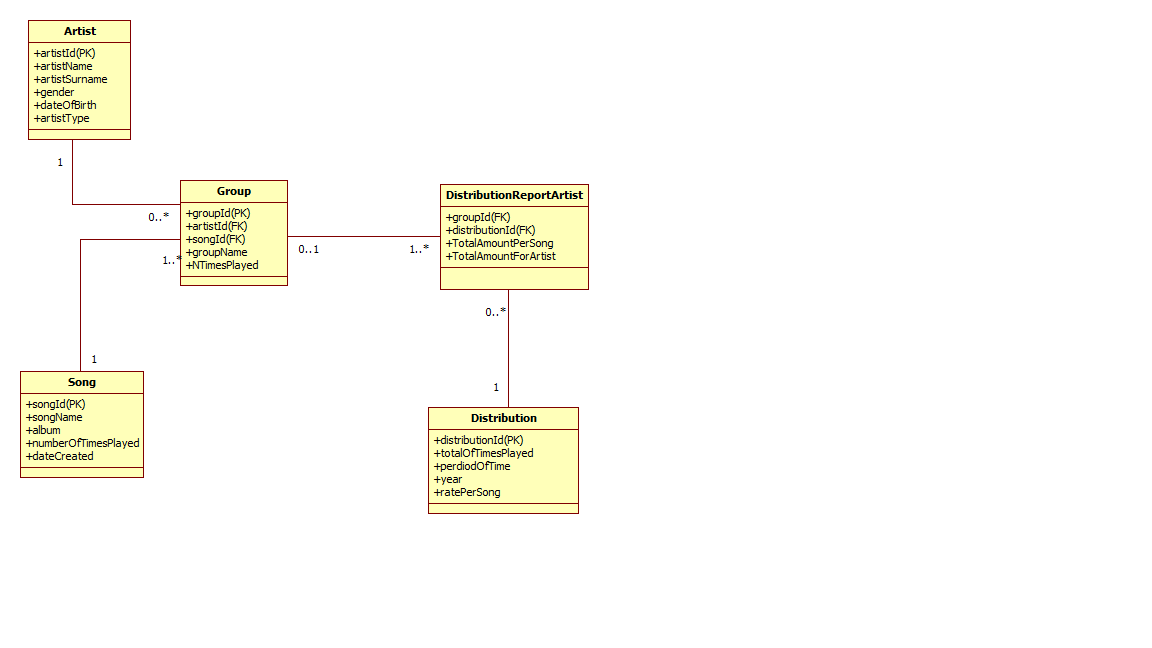 Artist
+artistId(PK)
+artistName
+artistSurname
+gender
+dateOfBirth
+artistType
1
0..*
Group
+groupId(PK)
+artistId(FK)
+songId(FK)
+groupName
+NTimesPlayed
1..*
0..1
1..*
DistributionReportArtist
+groupId(FK)
+distributionId(FK)
+TotalAmountPerSong
+TotalAmountForArtist
0..*
1
1
Song
+songId(PK)
+songName
+album
+numberOfTimesPlayed
+dateCreated
Distribution
+distributionId(PK)
+totalOfTimesPlayed
+perdiodOfTime
+year
+ratePerSong